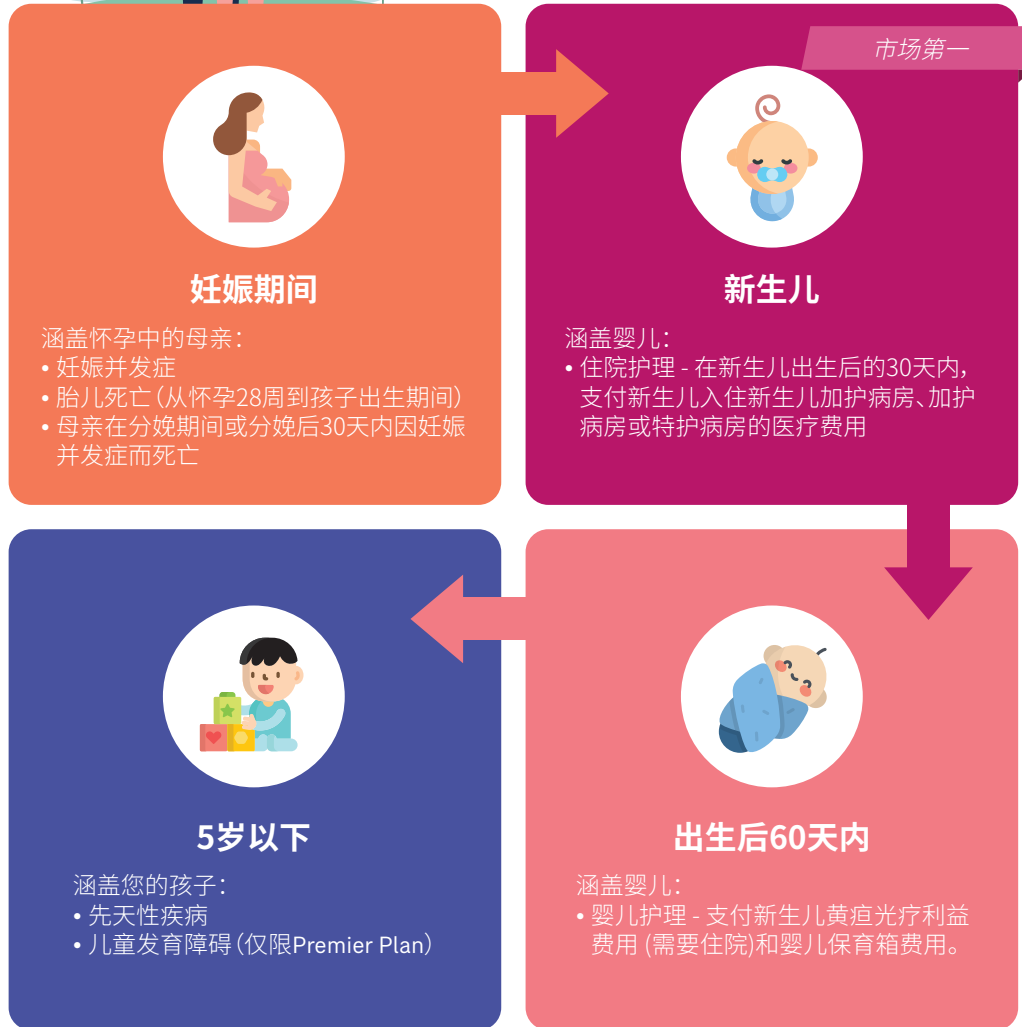 市场第一
妊娠期间
涵盖怀孕中的母亲：
• 妊娠并发症
• 胎儿死亡（从怀孕28周到孩子出生期间）
• 母亲在分娩期间或分娩后30天内因妊娠
并发症而死亡
新生儿
涵盖婴儿：
• 住院护理 - 在新生儿出生后的30天内，
支付新生儿入住新生儿加护病房、加护
病房或特护病房的医疗费用
出生后60天内
涵盖婴儿：
• 婴儿护理 - 支付新生儿黄疸光疗利益
费用 (需要住院)和婴儿保育箱费用。
5岁以下
涵盖您的孩子：
• 先天性疾病
• 儿童发育障碍（仅限Premier Plan）